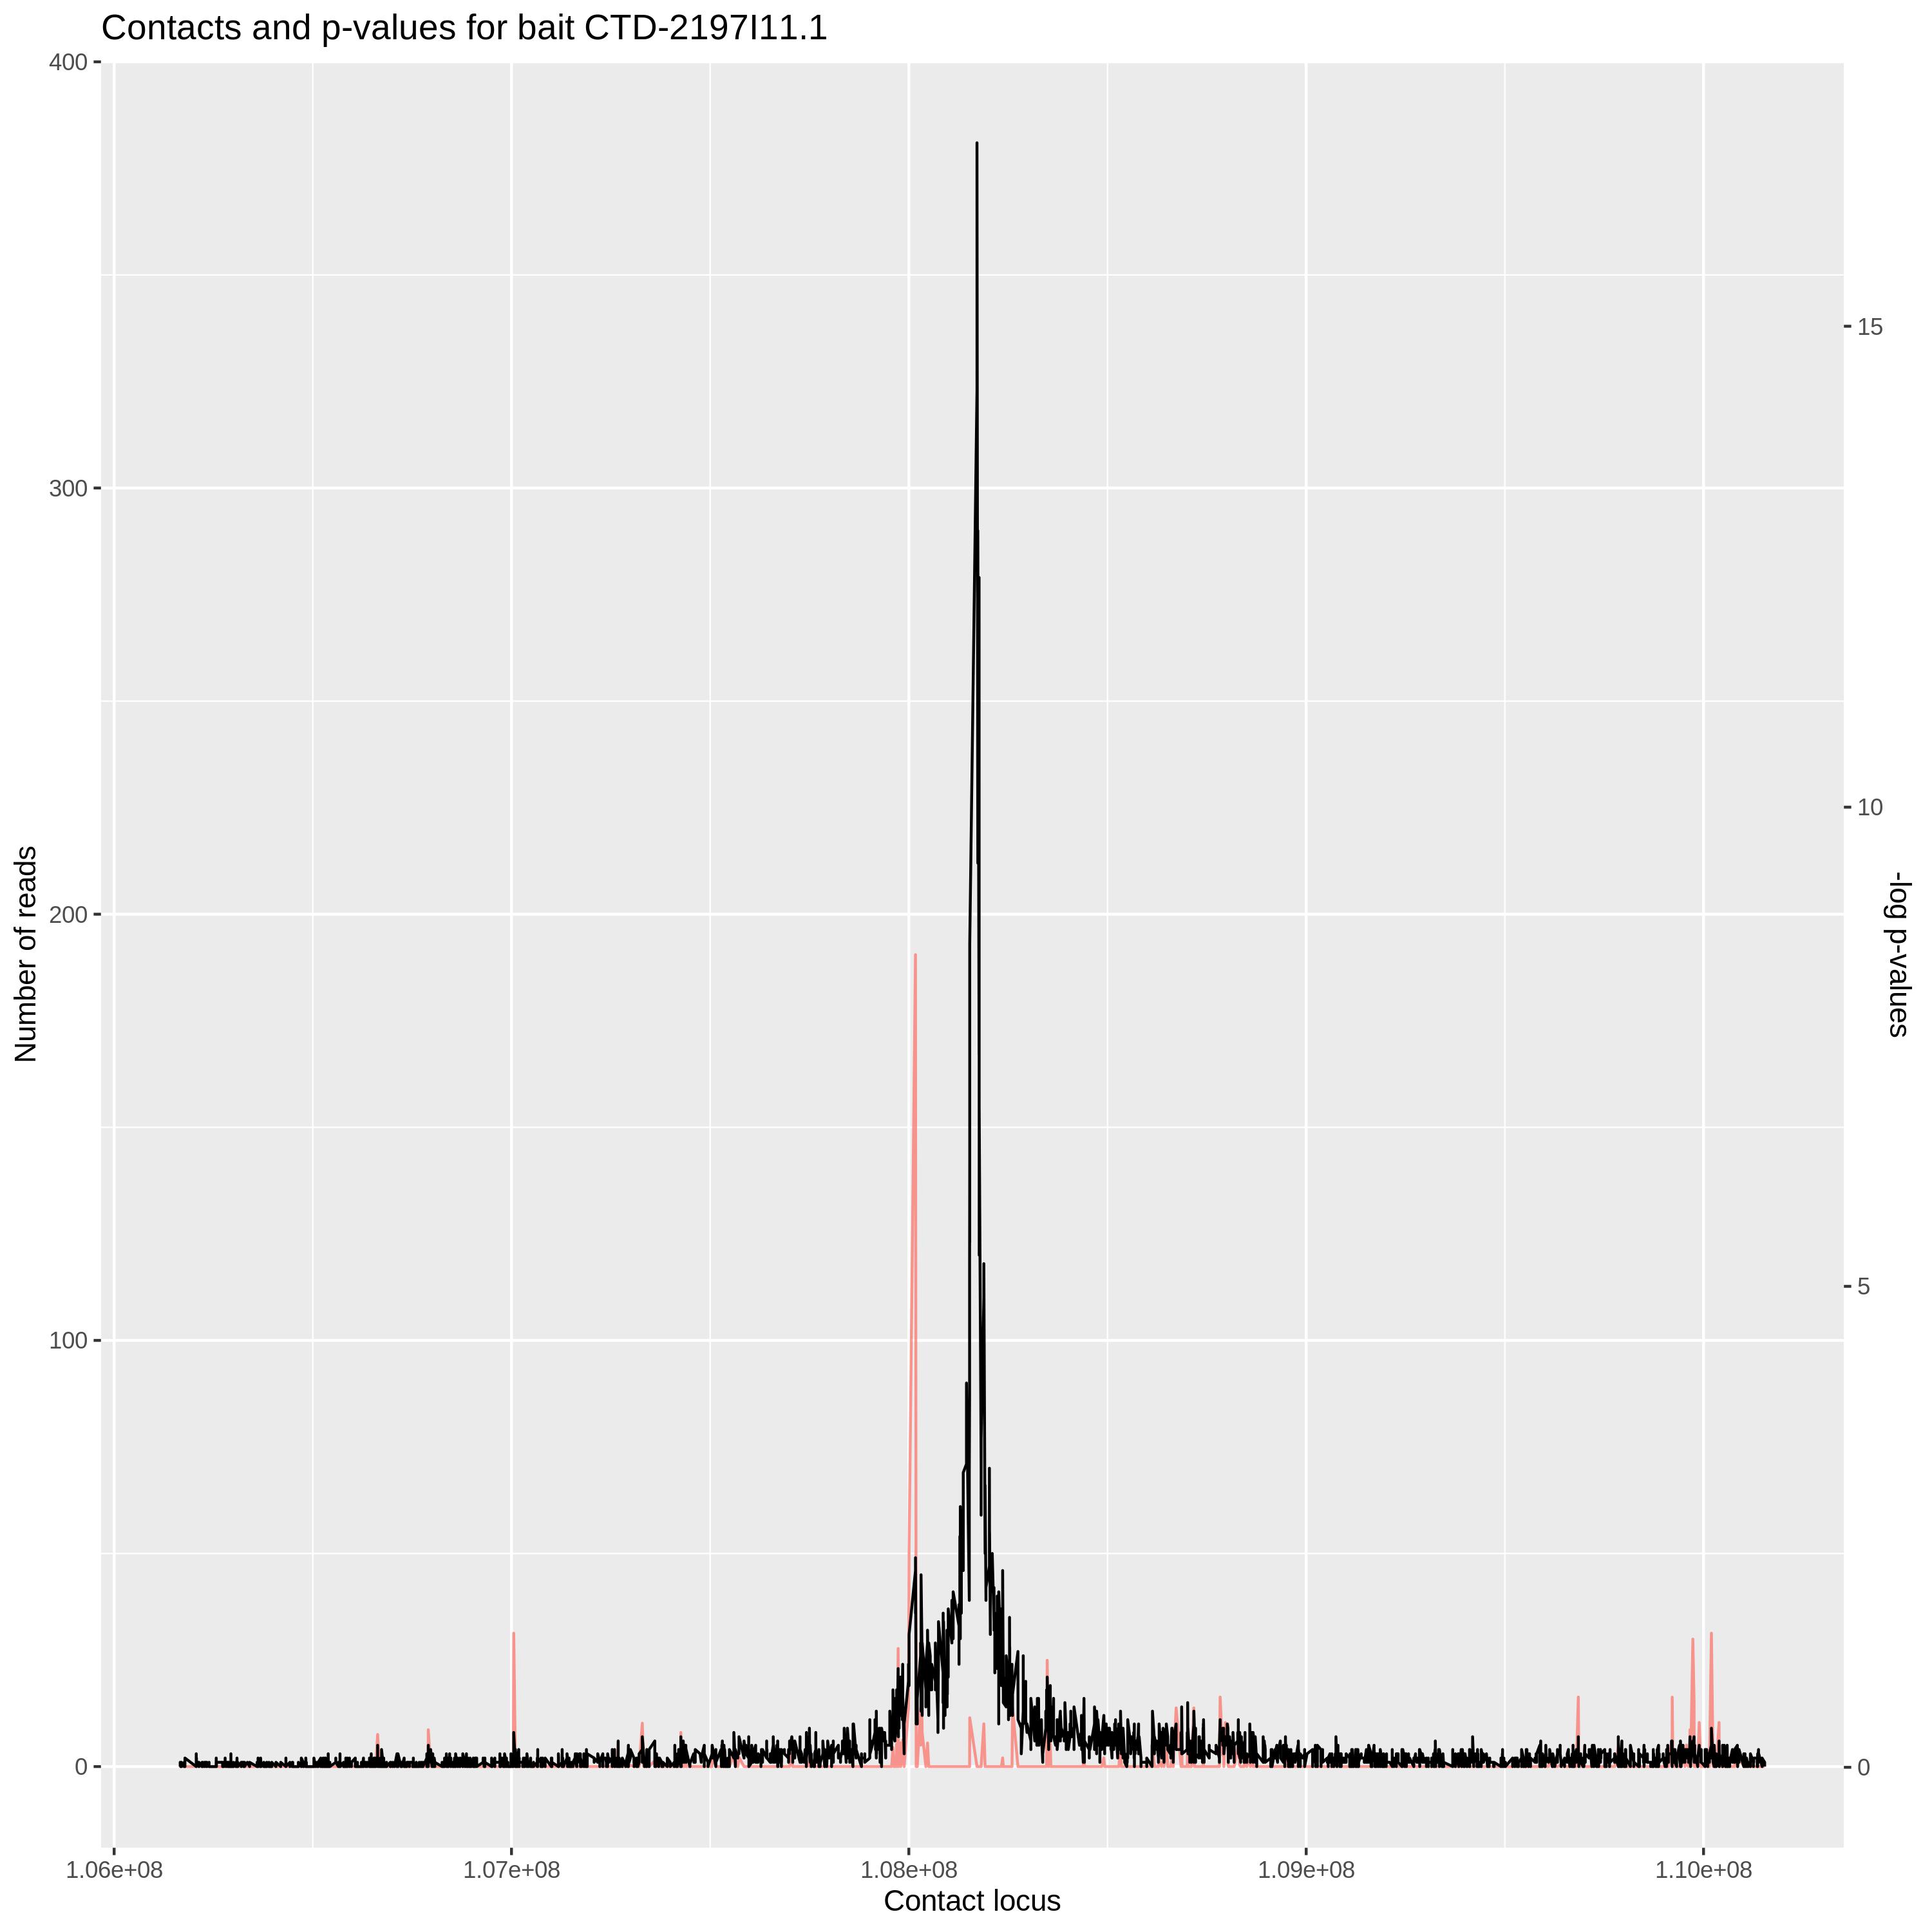 Contacts and p-values for bait CTD-2197I11.1
400
300
200
100
0
Number of reads
15
10
5
0
-log p-values
1.06e+08
1.07e+08
1.08e+08
1.09e+08
1.10e+08
Contact locus